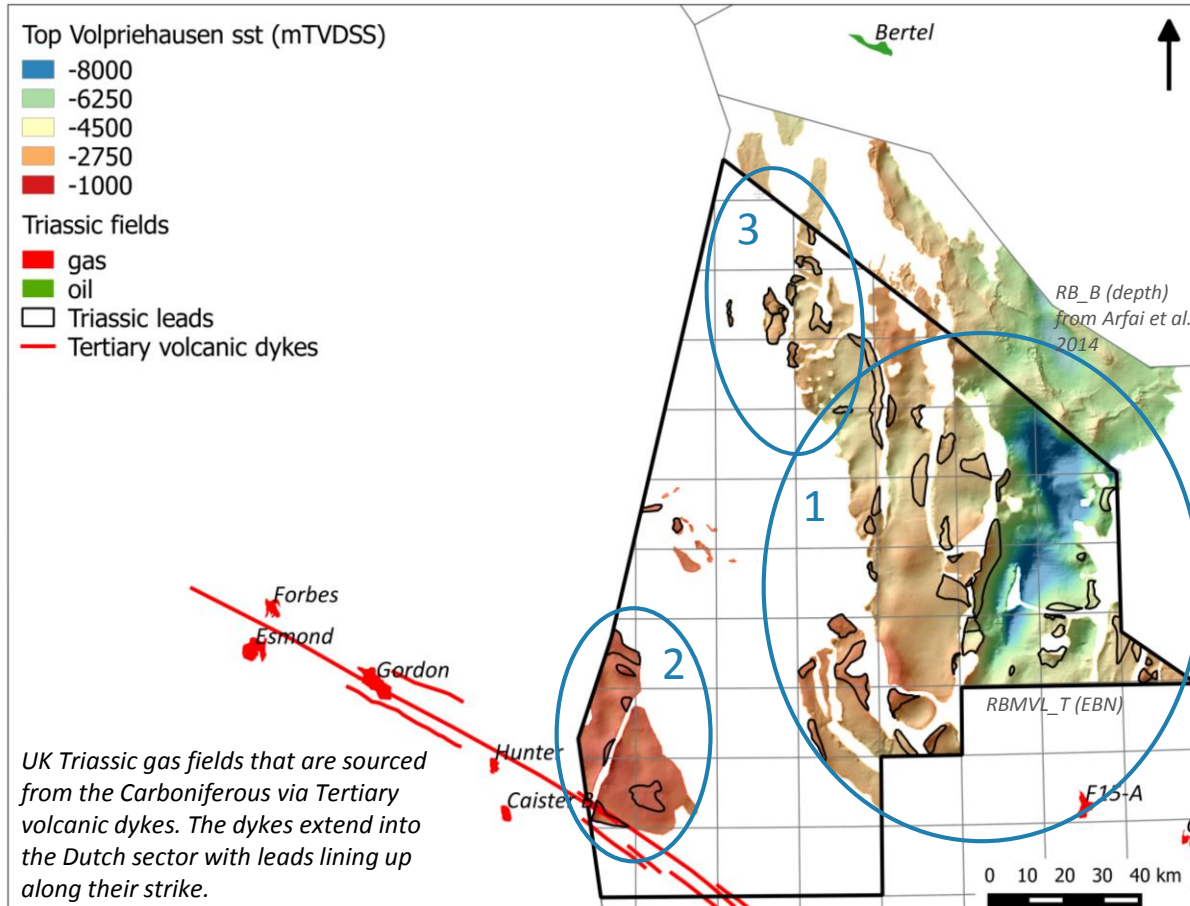 Top Volpriehausen sst (mTVDSS)
-8000
-6250
-4500
-2750
-1000
Triassic fields
gas
oil
Triassic leads
Tertiary volcanic dykes
Bertel
3
RB_B (depth)
from Arfai et al.
2014
1
Forbes
Esmond
Gordon
2
Hunter
Caister B
RBMVL_T (EBN)
F15-A
UK Triassic gas fields that are sourced
from the Carboniferous via Tertiary
volcanic dykes. The dykes extend into
the Dutch sector with leads lining up
along their strike.
0 10 20 30 40 km